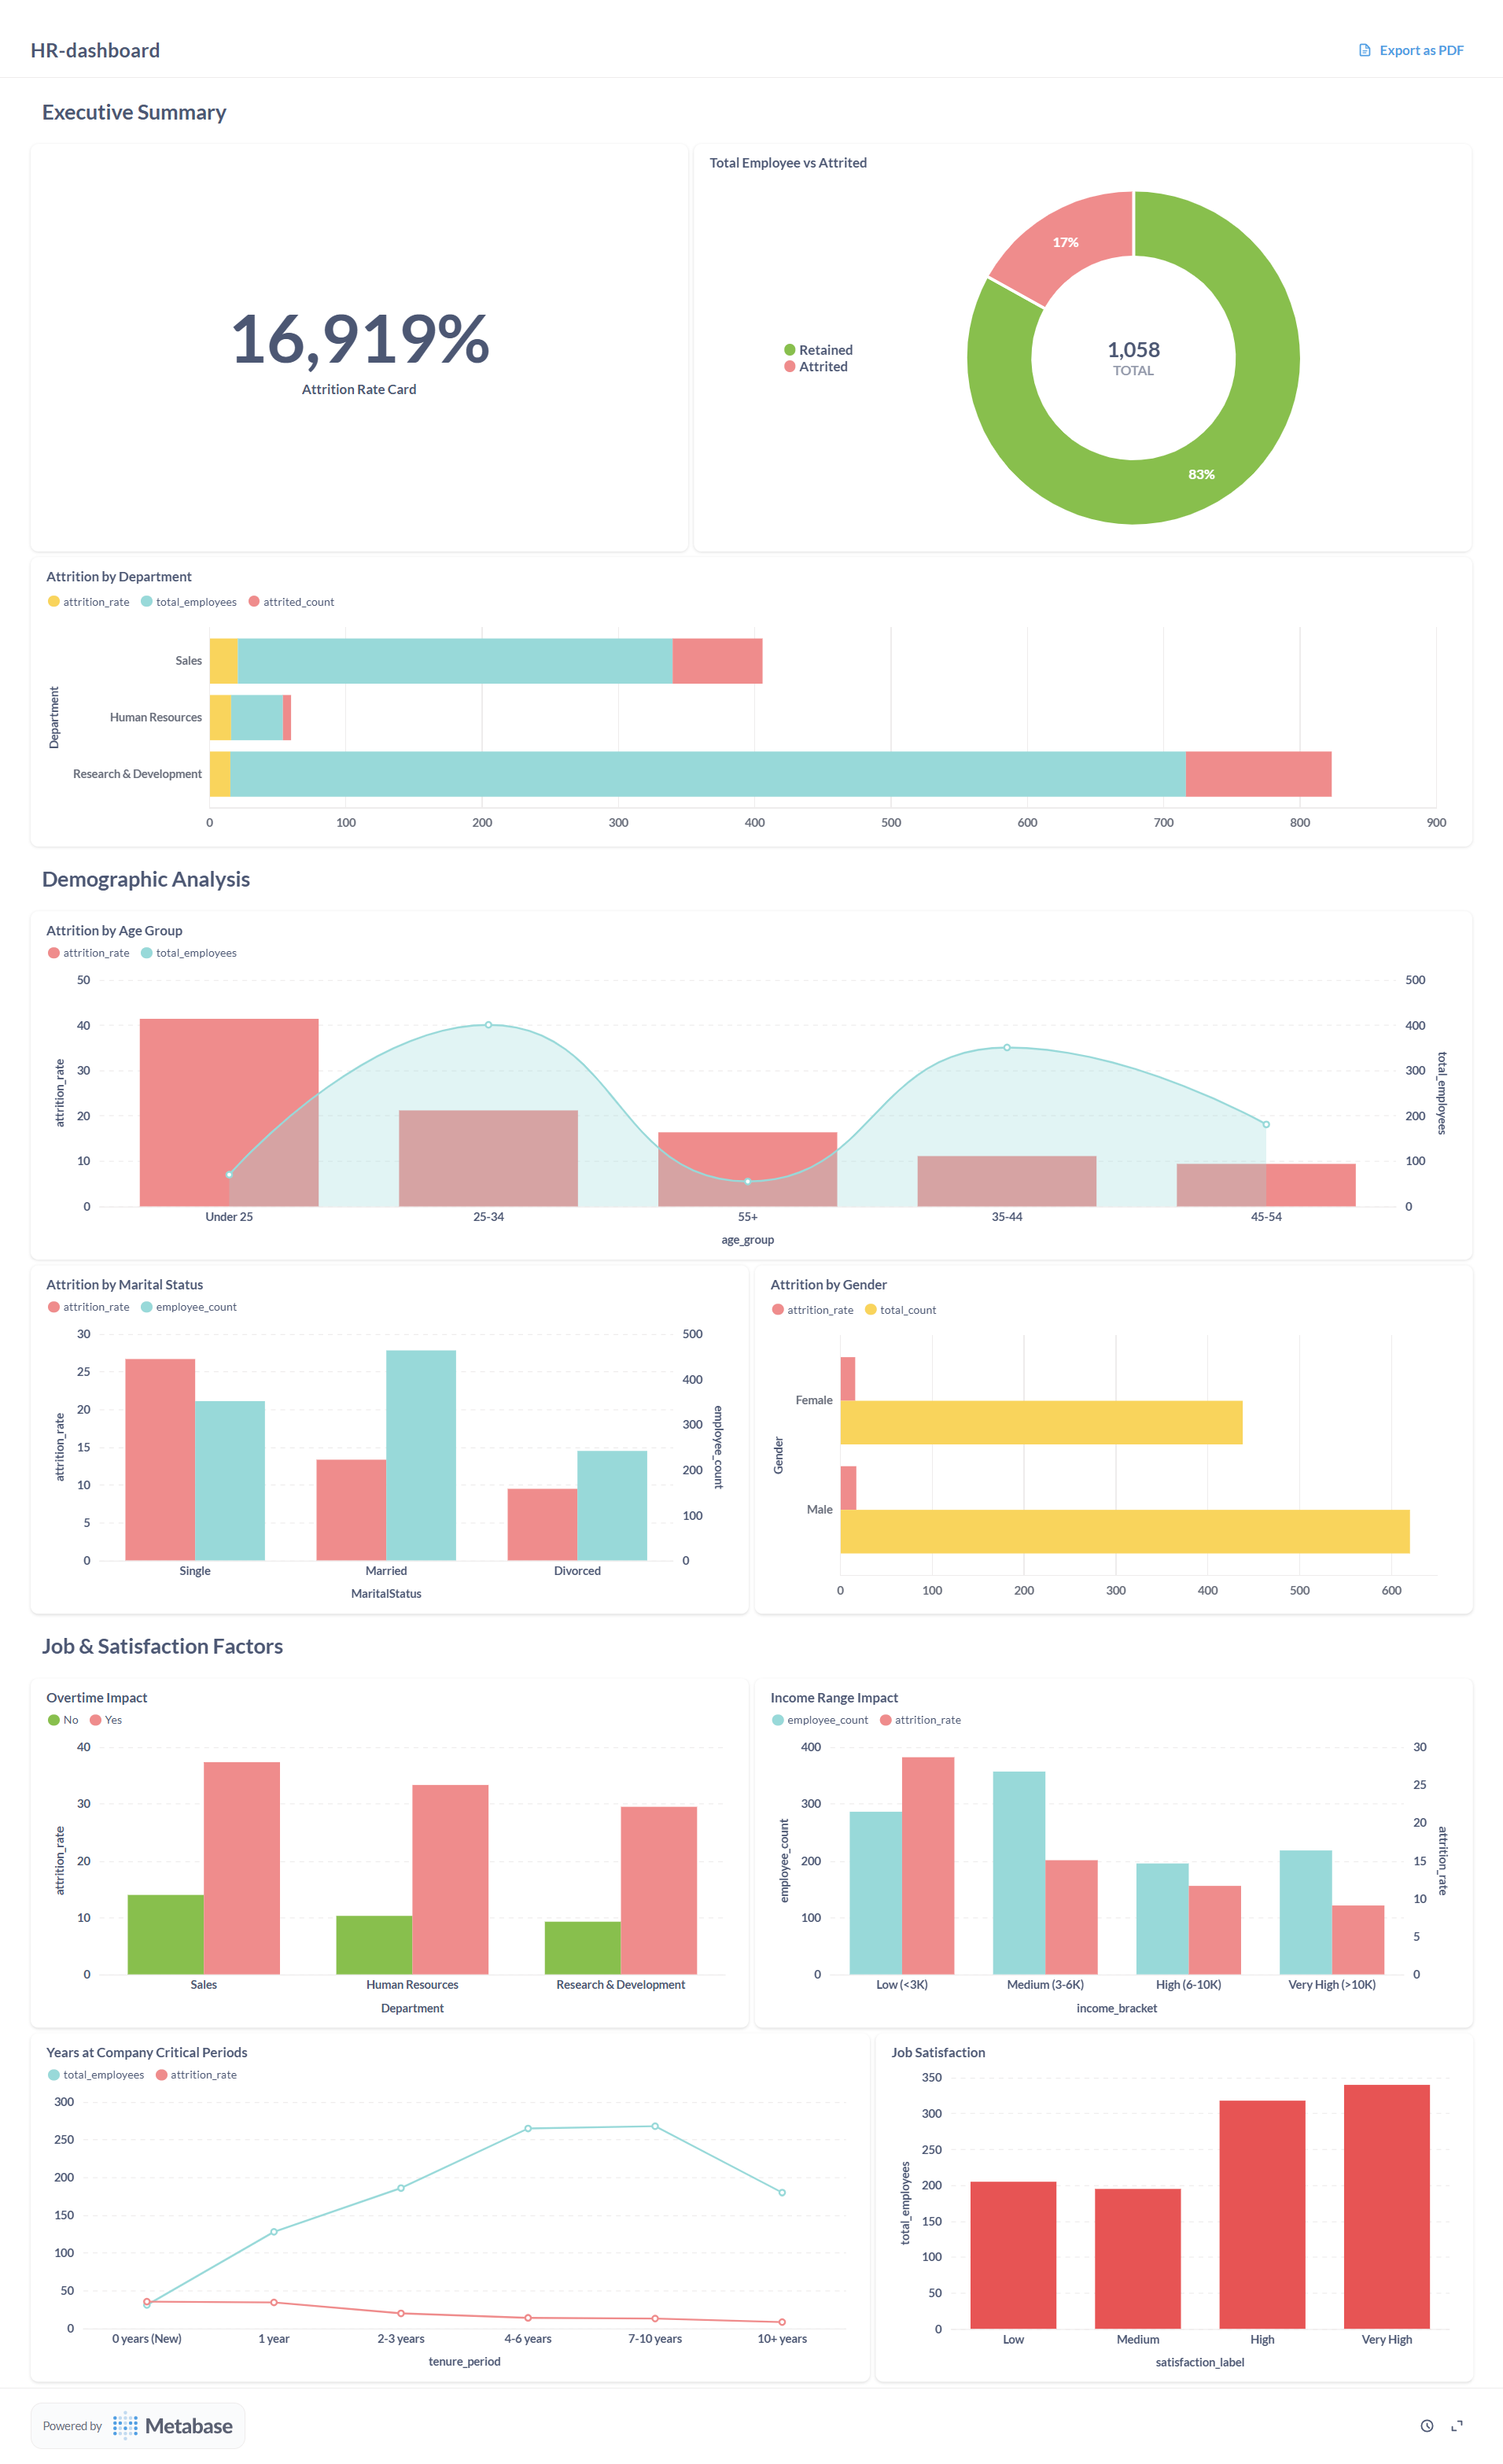 HR-dashboard
Export as PDF
Executive Summary
16,919%
Attrition Rate Card
Total Employee vs Attrited
Retained
Attrited
17%
83%
1,058
TOTAL
Attrition by Department
attrition_rate total_employees attrited_count
Department
Sales
Human Resources
Research & Development
0 100 200 300 400 500 600 700 800 900
Demographic Analysis
Attrition by Age Group
attrition_rate total_employees
attrition_rate
50
40
30
20
10
0
500
400
300
200
100
0
total_employees
Under 25 25-34 55+ 35-44 45-54
age_group
Attrition by Marital Status
attrition_rate employee_count
attrition_rate
30
25
20
15
10
5
0
500
400
300
200
100
0
employee_count
Single Married Divorced
MaritalStatus
Attrition by Gender
attrition_rate total_count
Gender
Female
Male
0 100 200 300 400 500 600
Job & Satisfaction Factors
Overtime Impact
No Yes
attrition_rate
40
30
20
10
0
Sales Human Resources Research & Development
Department
Income Range Impact
employee_count attrition_rate
employee_count
400
300
200
100
0
30
25
20
15
10
5
0
attrition_rate
Low (<3K) Medium (3-6K) High (6-10K) Very High (>10K)
income_bracket
Years at Company Critical Periods
total_employees attrition_rate
300
250
200
150
100
50
0
0 years (New) 1 year 2-3 years 4-6 years 7-10 years 10+ years
tenure_period
Job Satisfaction
total_employees
350
300
250
200
150
100
50
0
Low Medium High Very High
satisfaction_label
Powered by Metabase